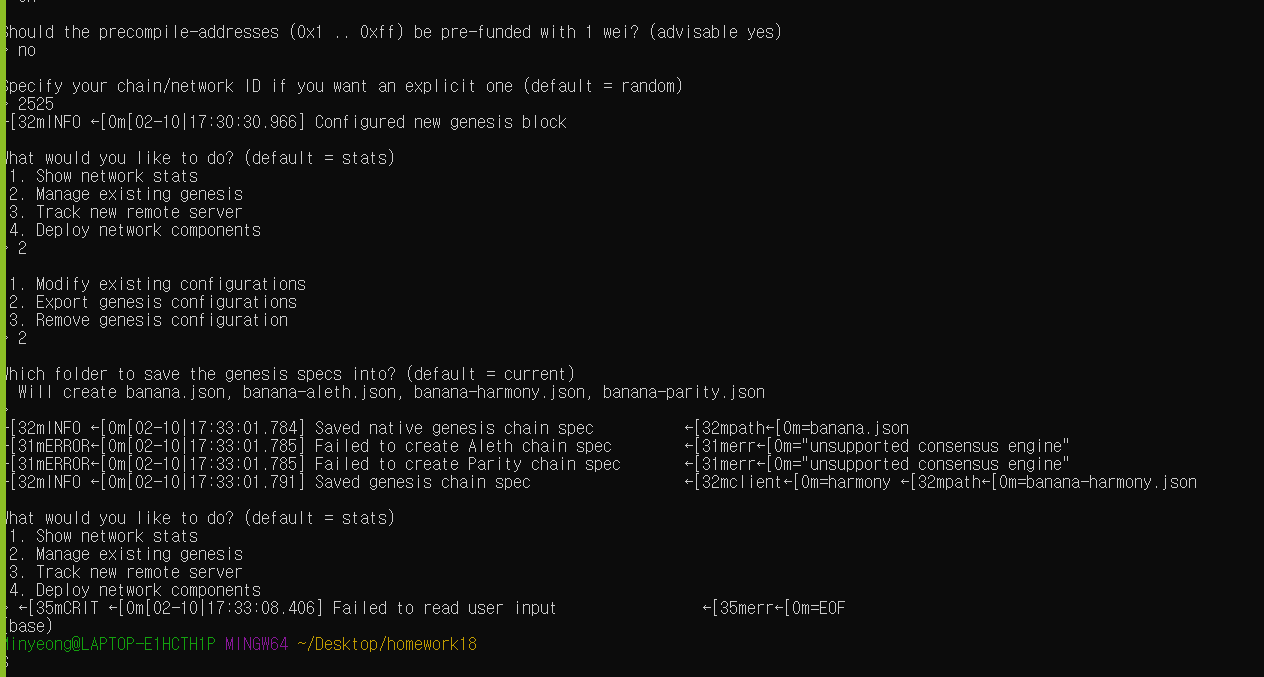 Should the precompile-addresses (0x1 .. 0xff) be pre-funded with 1 wei? (advisable yes)
> no
Specify your chain/network ID if you want an explicit one (default = random)
> 2525
←[32mINFO ←[0m[02-10|17:30:30.966] Configured new genesis block
What would you like to do? (default = stats)
1. Show network stats
2. Manage existing genesis
3. Track new remote server
4. Deploy network components
> 2
1. Modify existing configurations
2. Export genesis configurations
3. Remove genesis configuration
> 2
Which folder to save the genesis specs into? (default = current)
Will create banana.json, banana-aleth.json, banana-harmony.json, banana-parity.json
>
←[32mINFO ←[0m[02-10|17:33:01.784] Saved native genesis chain spec ←[32mpath←[0m=banana.json
←[31mERROR←[0m[02-10|17:33:01.785] Failed to create Aleth chain spec ←[31merr←[0m="unsupported consensus engine"
←[31mERROR←[0m[02-10|17:33:01.785] Failed to create Parity chain spec ←[31merr←[0m="unsupported consensus engine"
←[32mINFO ←[0m[02-10|17:33:01.791] Saved genesis chain spec ←[32mclient←[0m=harmony ←[32mpath←[0m=banana-harmony.json
What would you like to do? (default = stats)
1. Show network stats
2. Manage existing genesis
3. Track new remote server
4. Deploy network components
> ←[35mCRIT ←[0m[02-10|17:33:08.406] Failed to read user input ←[35merr←[0m=EOF
(base)
Minyeong@LAPTOP-E1HCTH1P MINGW64 ~/Desktop/homework18
$